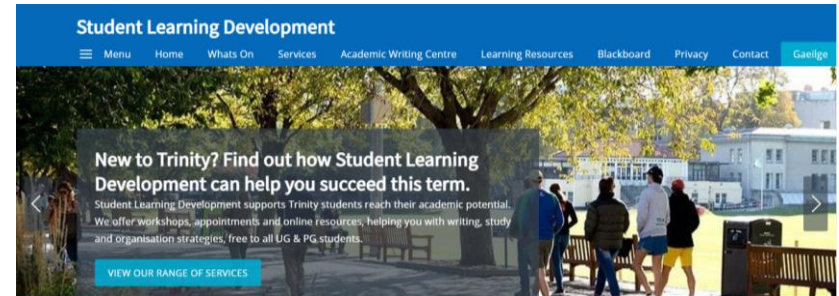 Student Learning Development
Menu Home Whats On Services Academic Writing Centre Learning Resources Blackboard Privacy Contact Gaeilge
New to Trinity? Find out how Student Learning
Development can help you succeed this term.
Student Learning Development supports Trinity students reach their academic potential.
We offer workshops, appointments and online resources, helping you with writing, study
and organisation strategies, free to all UG & PG students.
VIEW OUR RANGE OF SERVICES